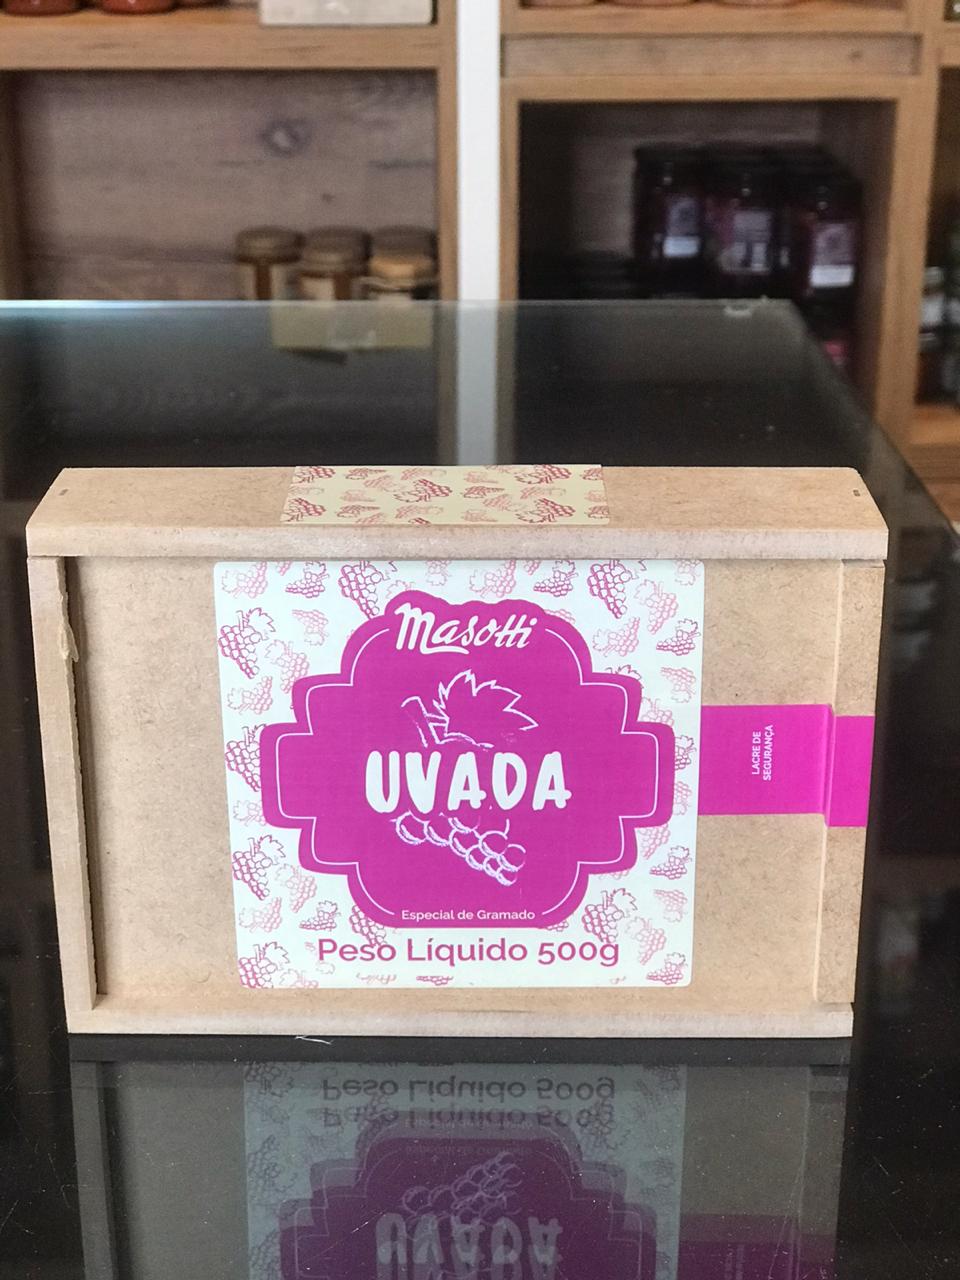 Masotti
UVADA
Especial de Gramado
Peso Líquido 500g
LACRE DE
SEGURANÇA